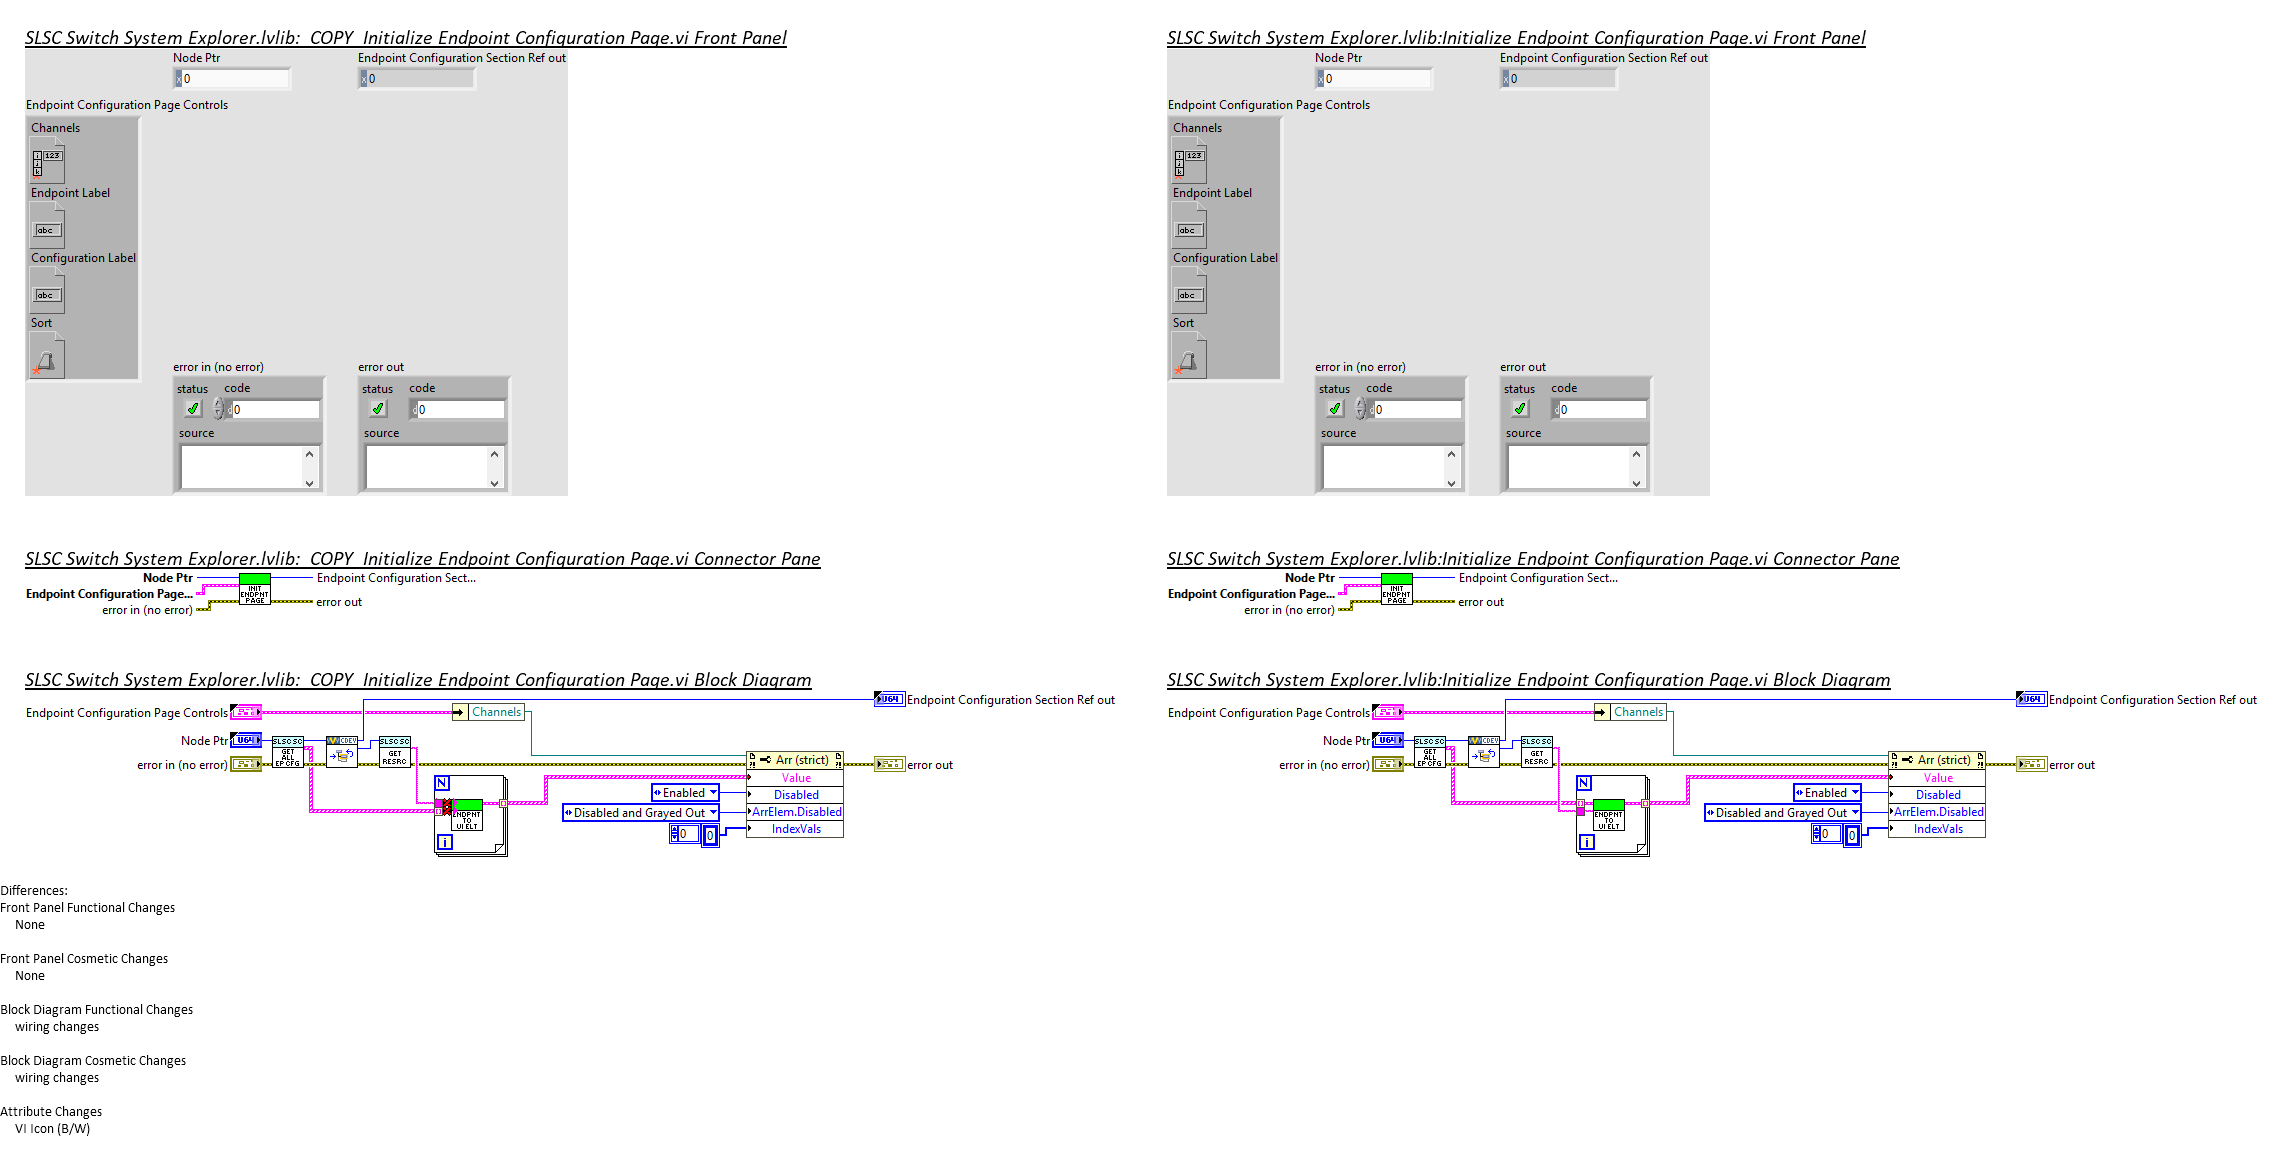 SLSC Switch System Explorer.lvlib:  COPY  Initialize Endpoint Configuration Page.vi Front Panel
Node Ptr
Endpoint Configuration Section Ref out
x 0
x 0
Endpoint Configuration Page Controls
Channels
i
j
k
123
Endpoint Label
abc
Configuration Label
abc
Sort
error in (no error)
error out
status code
status code
d 0
d 0
source
source
SLSC Switch System Explorer.lvlib:Initialize Endpoint Configuration Page.vi Front Panel
Node Ptr
Endpoint Configuration Section Ref out
x 0
x 0
Endpoint Configuration Page Controls
Channels
i
j
k
123
Endpoint Label
abc
Configuration Label
abc
Sort
error in (no error)
error out
status code
status code
d 0
d 0
source
source
SLSC Switch System Explorer.lvlib:  COPY  Initialize Endpoint Configuration Page.vi Connector Pane
Node Ptr
Endpoint Configuration Page...
error in (no error)
INIT
ENDPNT
PAGE
Endpoint Configuration Sect...
error out
SLSC Switch System Explorer.lvlib:Initialize Endpoint Configuration Page.vi Connector Pane
Node Ptr
Endpoint Configuration Page...
error in (no error)
INIT
ENDPNT
PAGE
Endpoint Configuration Sect...
error out
SLSC Switch System Explorer.lvlib:  COPY  Initialize Endpoint Configuration Page.vi Block Diagram
U64
Endpoint Configuration Section Ref out
Endpoint Configuration Page Controls
Channels
Node Ptr
U64
SLSC SC
GET
ALL
EP CFG
CDEV
SLSC SC
GET
RESRC
error in (no error)
Arr (strict)
error out
N
Value
Enabled
Disabled
Disabled and Grayed Out
ArrElem.Disabled
0
0
IndexVals
ENDPNT
TO
VI ELT
i
SLSC Switch System Explorer.lvlib:Initialize Endpoint Configuration Page.vi Block Diagram
U64
Endpoint Configuration Section Ref out
Endpoint Configuration Page Controls
Channels
Node Ptr
U64
SLSC SC
GET
ALL
EP CFG
CDEV
SLSC SC
GET
RESRC
error in (no error)
Arr (strict)
error out
N
Value
Enabled
Disabled
Disabled and Grayed Out
ArrElem.Disabled
0
0
IndexVals
ENDPNT
TO
VI ELT
i
Differences:
Front Panel Functional Changes
None
Front Panel Cosmetic Changes
None
Block Diagram Functional Changes
wiring changes
Block Diagram Cosmetic Changes
wiring changes
Attribute Changes
VI Icon (B/W)